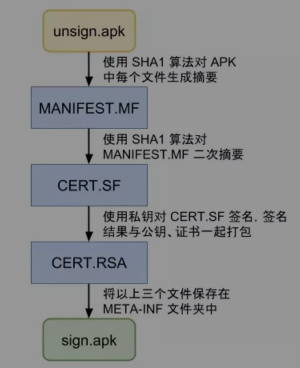 unsign.apk
使用 SHA1 算法对 APK
中每个文件生成摘要
MANIFEST.MF
使用 SHA1 算法对
MANIFEST.MF 二次摘要
CERT.SF
使用私钥对 CERT.SF 签名, 签名
结果与公钥、证书一起打包
CERT.RSA
将以上三个文件保存在
META-INF 文件夹中
sign.apk